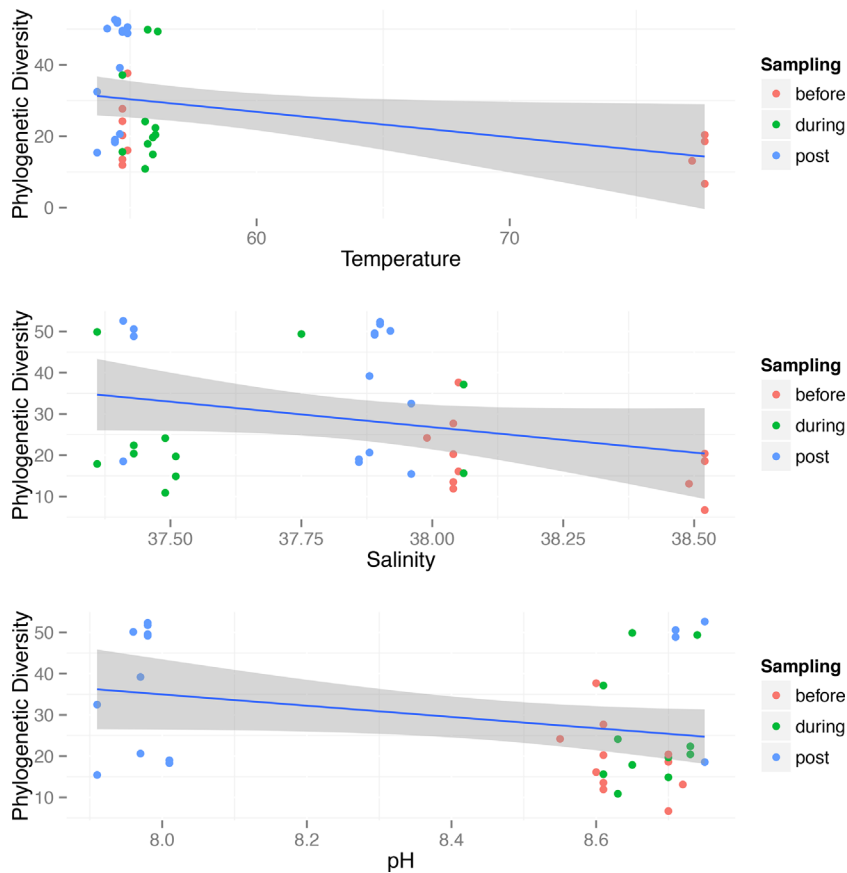 Phylogenetic Diversity
40
20
0
60
70
Temperature
Sampling
before
during
post
Phylogenetic Diversity
50
40
30
20
10
37.50
37.75
38.00
38.25
38.50
Salinity
Sampling
before
during
post
Phylogenetic Diversity
50
40
30
20
10
8.0
8.2
8.4
8.6
pH
Sampling
before
during
post